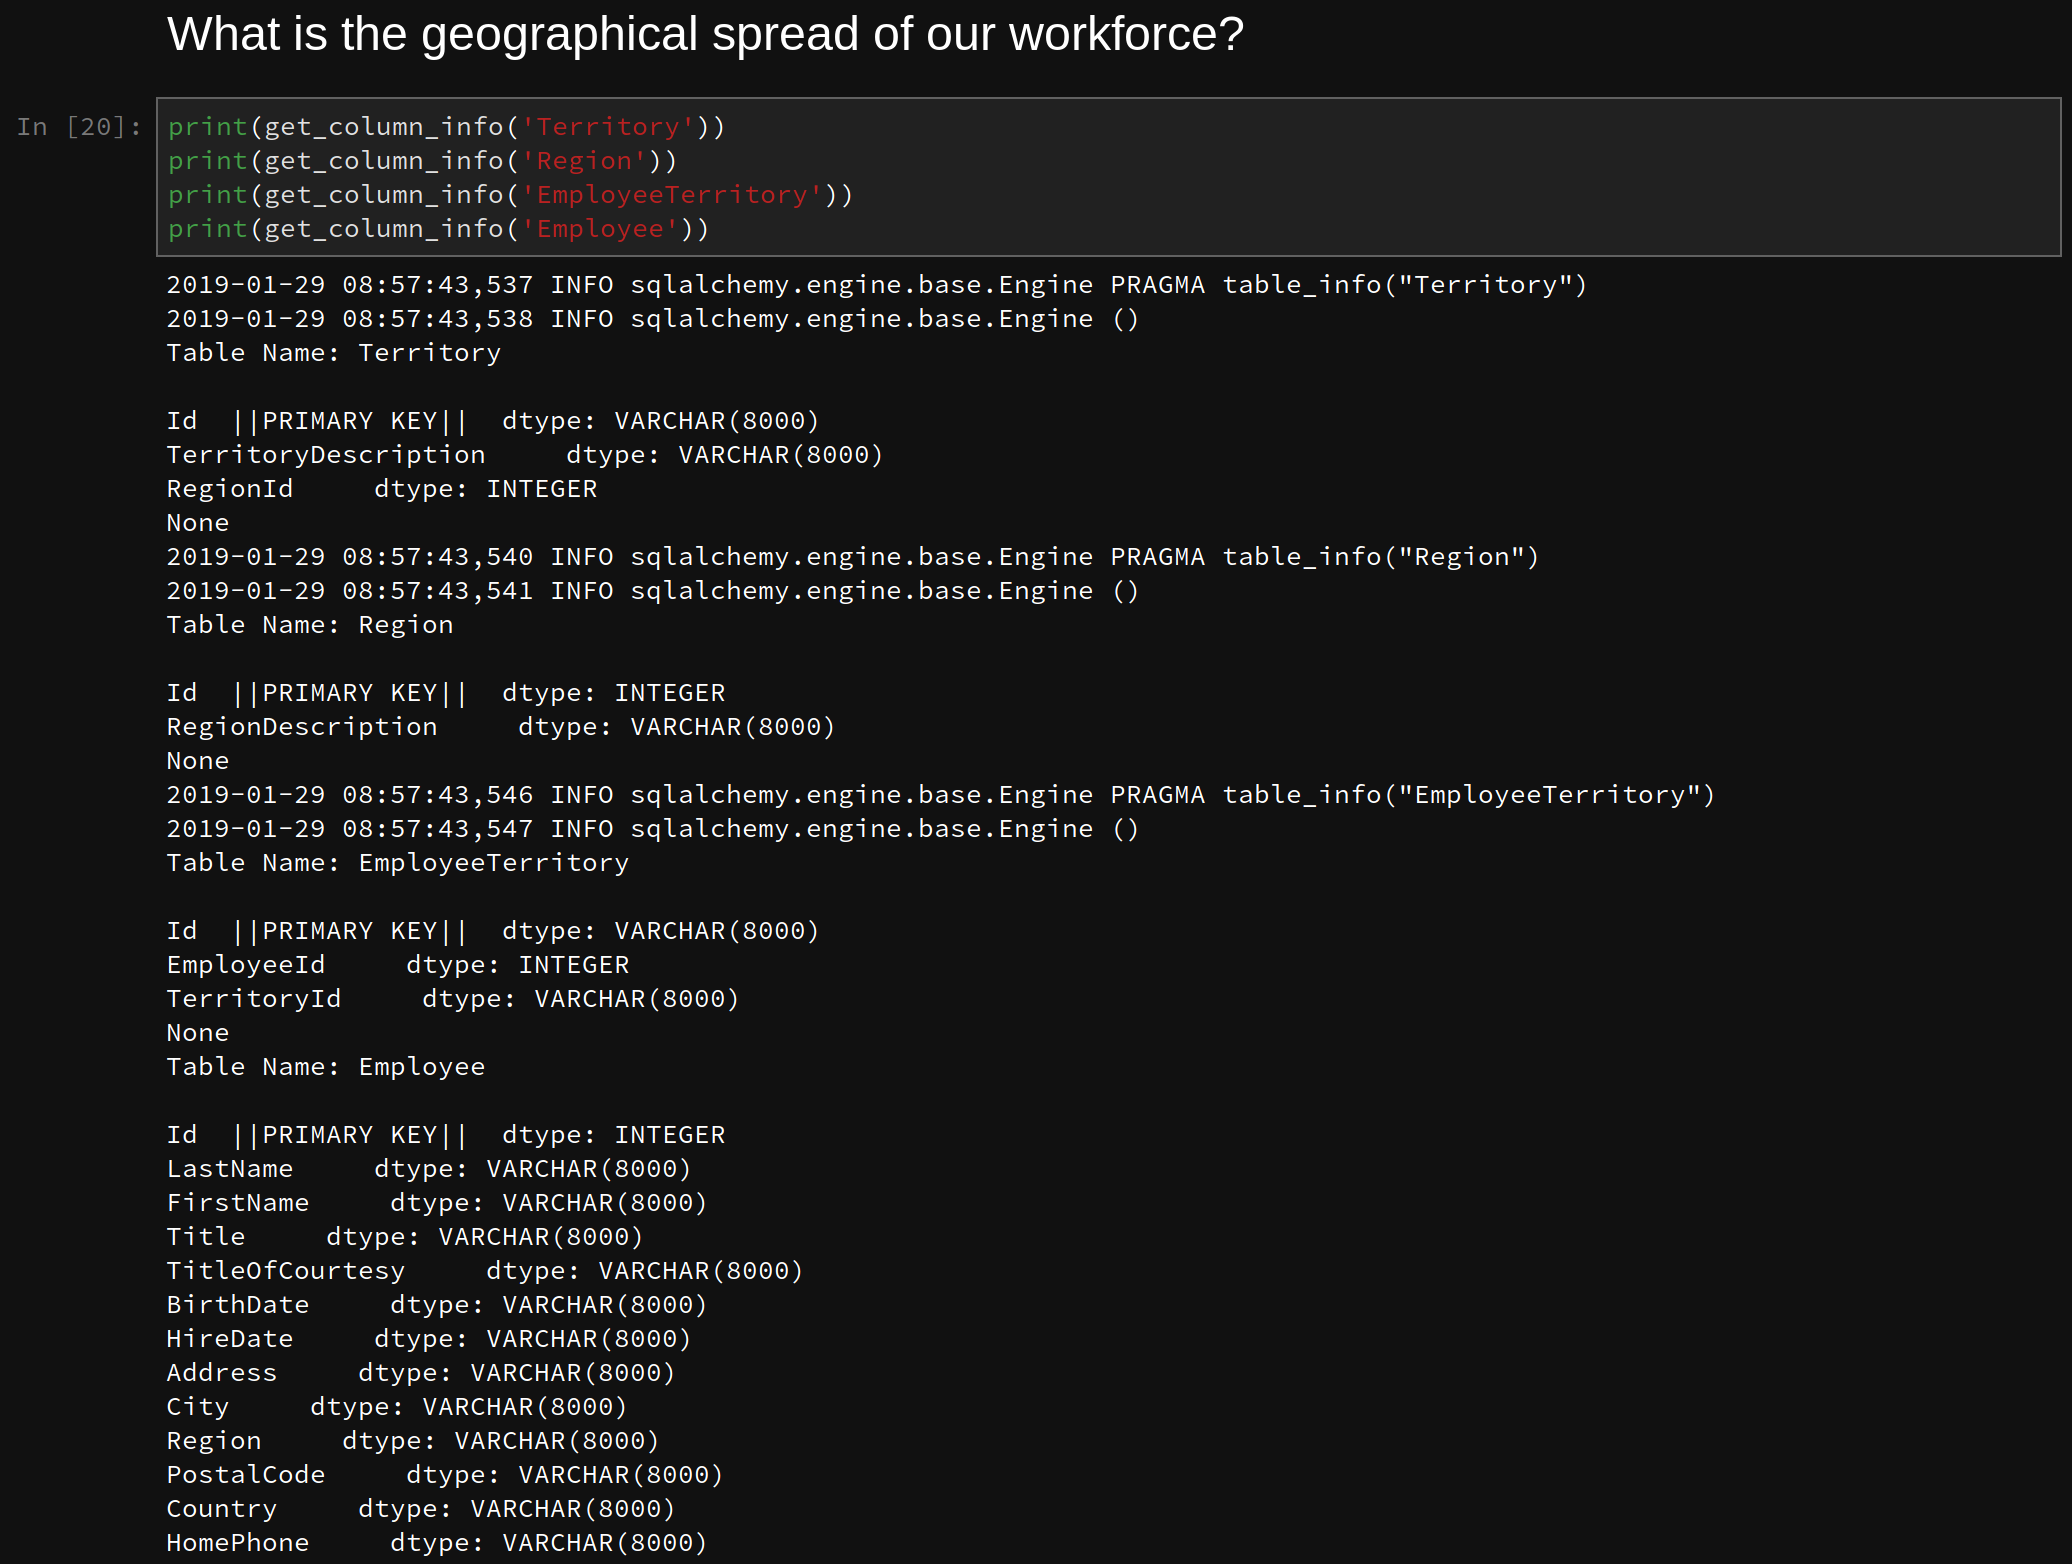 What is the geographical spread of our workforce?
In [20]:
print(get_column_info('Territory'))
print(get_column_info('Region'))
print(get_column_info('EmployeeTerritory'))
print(get_column_info('Employee'))
2019-01-29 08:57:43,537 INFO sqlalchemy.engine.base.Engine PRAGMA table_info("Territory")
2019-01-29 08:57:43,538 INFO sqlalchemy.engine.base.Engine ()
Table Name: Territory
Id  ||PRIMARY KEY||  dtype: VARCHAR(8000)
TerritoryDescription     dtype: VARCHAR(8000)
RegionId     dtype: INTEGER
None
2019-01-29 08:57:43,540 INFO sqlalchemy.engine.base.Engine PRAGMA table_info("Region")
2019-01-29 08:57:43,541 INFO sqlalchemy.engine.base.Engine ()
Table Name: Region
Id  ||PRIMARY KEY||  dtype: INTEGER
RegionDescription     dtype: VARCHAR(8000)
None
2019-01-29 08:57:43,546 INFO sqlalchemy.engine.base.Engine PRAGMA table_info("EmployeeTerritory")
2019-01-29 08:57:43,547 INFO sqlalchemy.engine.base.Engine ()
Table Name: EmployeeTerritory
Id  ||PRIMARY KEY||  dtype: VARCHAR(8000)
EmployeeId     dtype: INTEGER
TerritoryId     dtype: VARCHAR(8000)
None
Table Name: Employee
Id  ||PRIMARY KEY||  dtype: INTEGER
LastName     dtype: VARCHAR(8000)
FirstName     dtype: VARCHAR(8000)
Title     dtype: VARCHAR(8000)
TitleOfCourtesy     dtype: VARCHAR(8000)
BirthDate     dtype: VARCHAR(8000)
HireDate     dtype: VARCHAR(8000)
Address     dtype: VARCHAR(8000)
City     dtype: VARCHAR(8000)
Region     dtype: VARCHAR(8000)
PostalCode     dtype: VARCHAR(8000)
Country     dtype: VARCHAR(8000)
HomePhone     dtype: VARCHAR(8000)